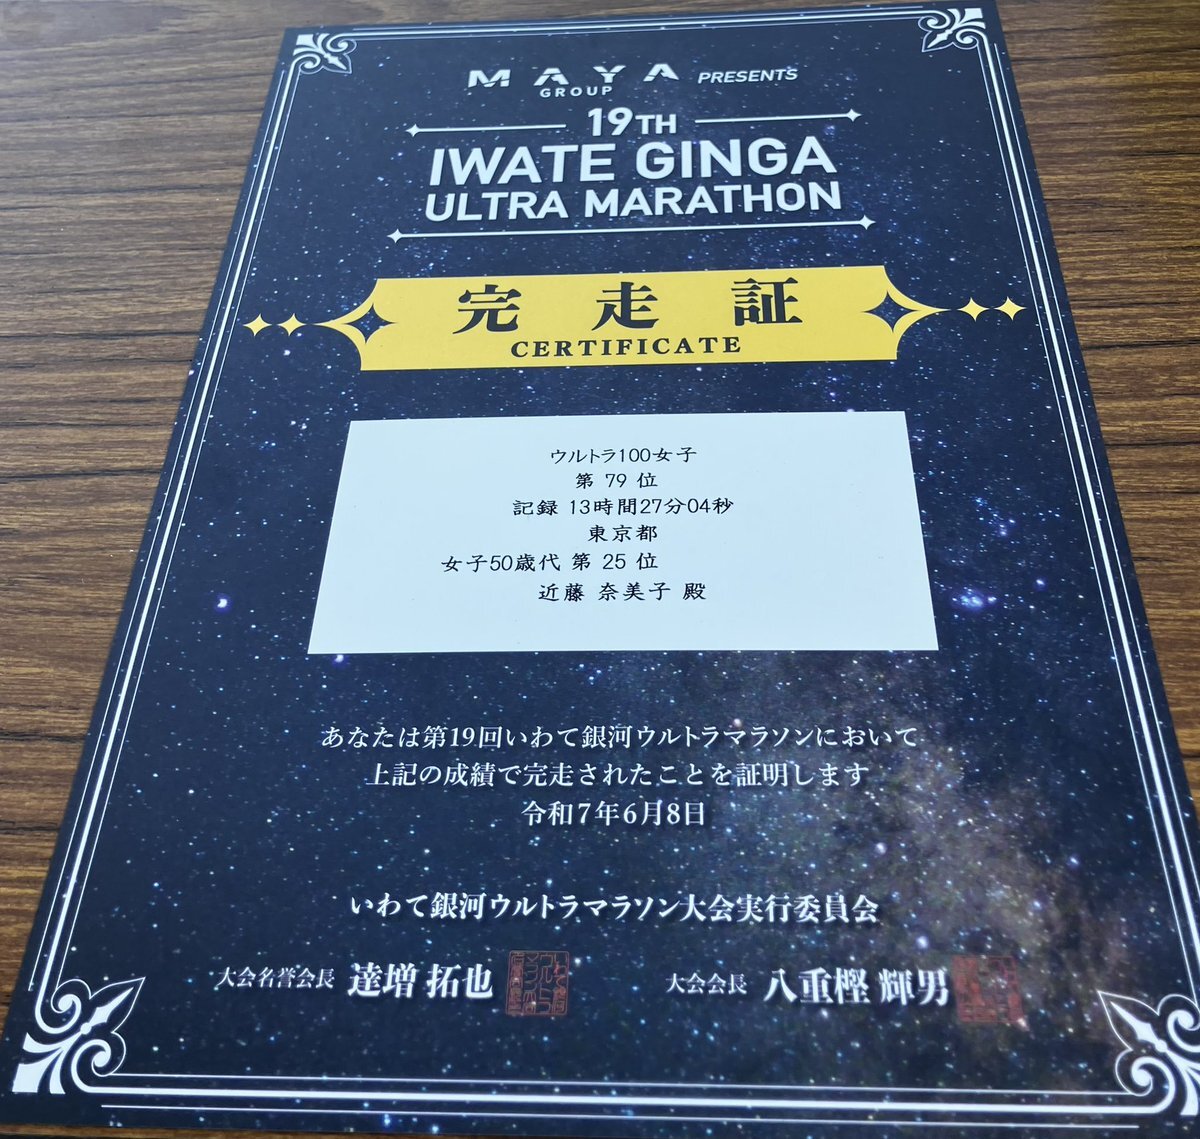 MAYA GROUP PRESENTS
19TH
IWATE GINGA
ULTRA MARATHON
完走証
CERTIFICATE
ウルトラ100女子
第 79 位
記録 13時間27分04秒
東京都
女子50歳代 第 25 位
近藤 奈美子 殿
あなたは第19回いわて銀河ウルトラマラソンにおいて
上記の成績で完走されたことを証明します
令和7年6月8日
いわて銀河ウルトラマラソン大会実行委員会
大会名誉会長 達増 拓也
大会会長 八重樫 輝男